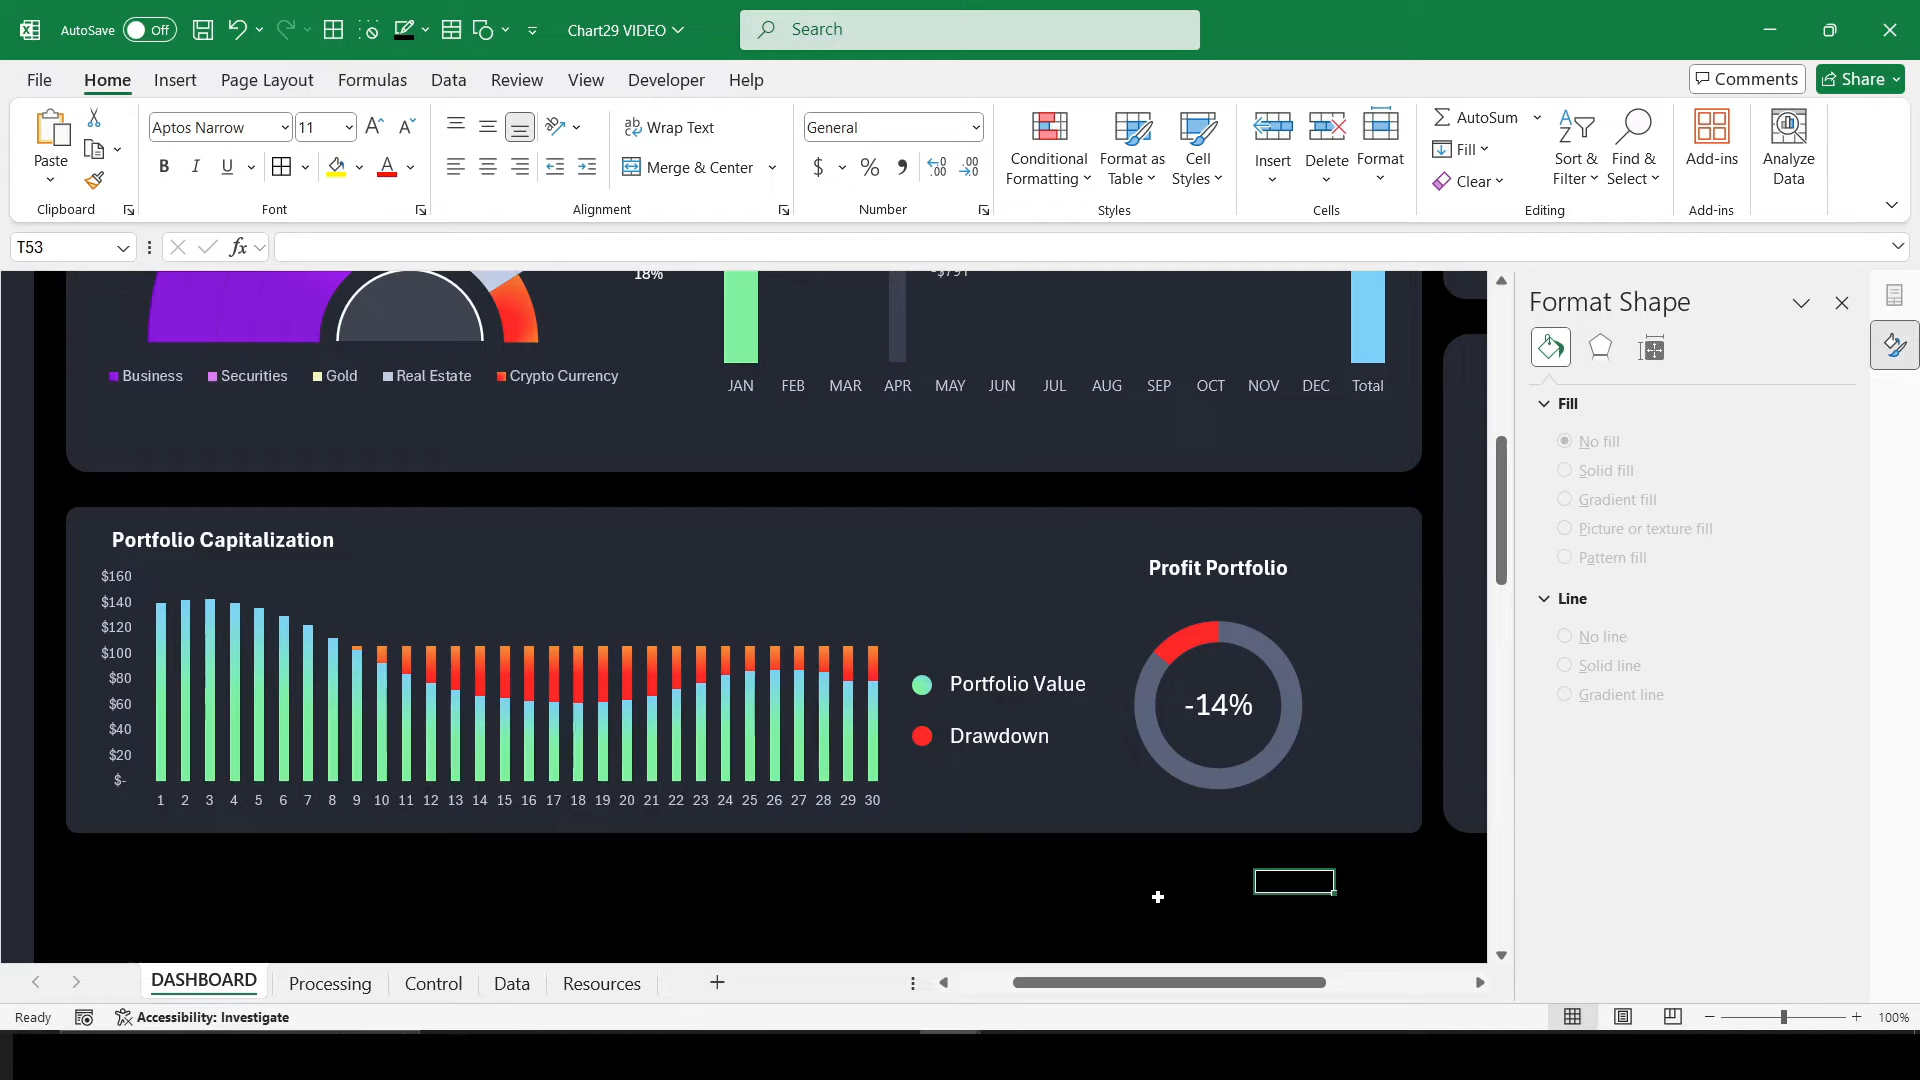 AutoSave Off
Chart29 VIDEO
Search
File Home Insert Page Layout Formulas Data Review View Developer Help
Comments
Share
Paste
Aptos Narrow 11
B I U
Wrap Text
Merge & Center
General
Conditional Formatting
Format as Table
Cell Styles
Insert
Delete
Format
AutoSum
Fill
Clear
Sort & Filter
Find & Select
Add-ins
Analyze Data
Clipboard
Font
Alignment
Number
Styles
Cells
Editing
Add-ins
T53
fx
18%
-$791
Business Securities Gold Real Estate Crypto Currency
JAN FEB MAR APR MAY JUN JUL AUG SEP OCT NOV DEC Total
Portfolio Capitalization
$160
$140
$120
$100
$80
$60
$40
$20
$-
1 2 3 4 5 6 7 8 9 10 11 12 13 14 15 16 17 18 19 20 21 22 23 24 25 26 27 28 29 30
Portfolio Value
Drawdown
Profit Portfolio
-14%
Format Shape
Fill
No fill
Solid fill
Gradient fill
Picture or texture fill
Pattern fill
Line
No line
Solid line
Gradient line
DASHBOARD Processing Control Data Resources
Ready
Accessibility: Investigate
100%